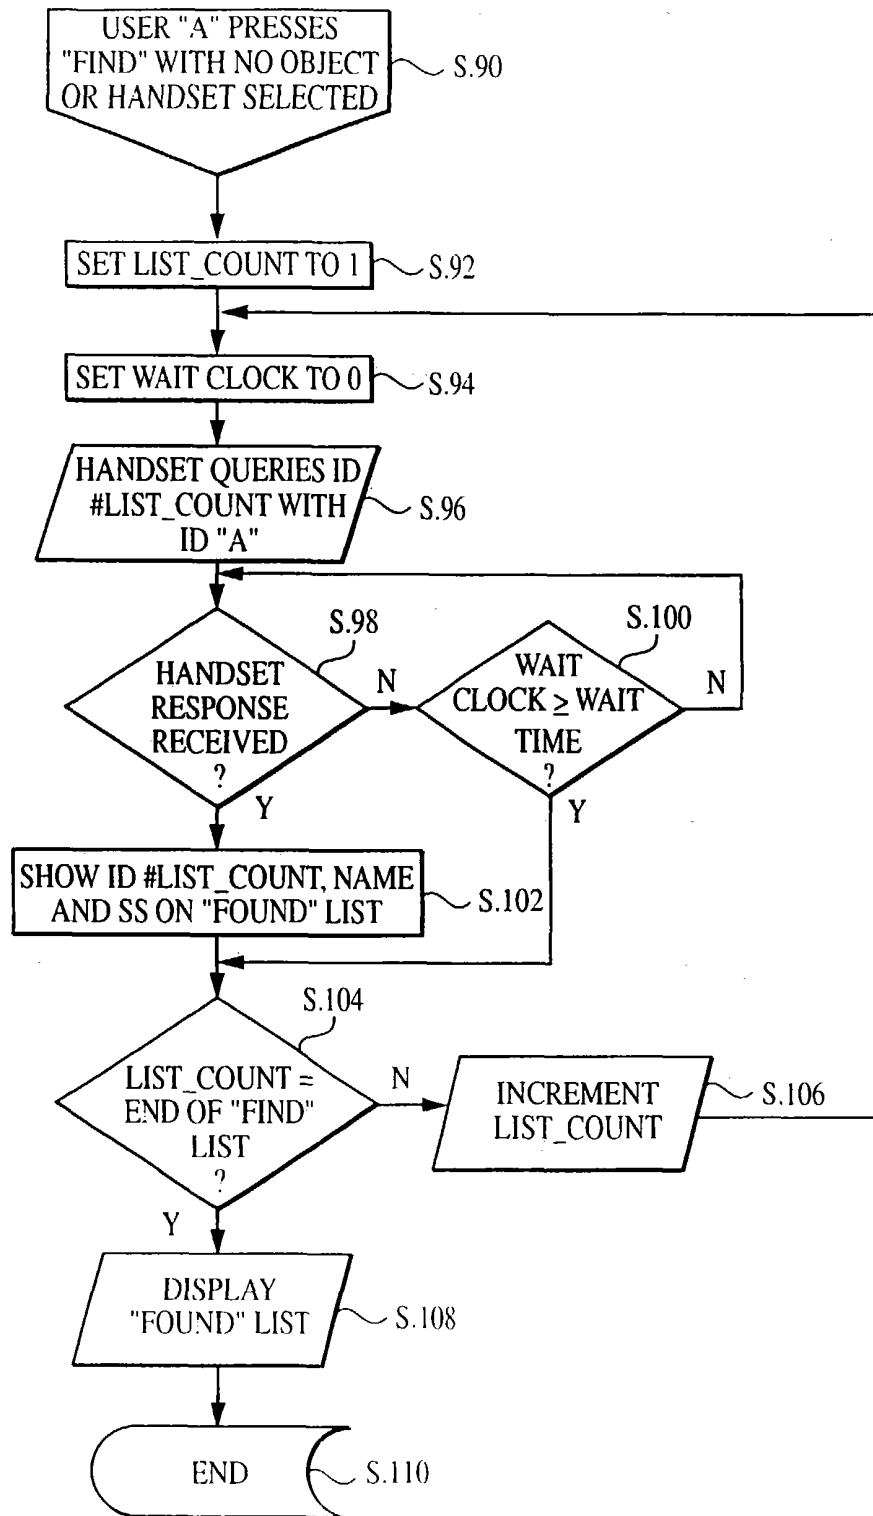 USER "A" PRESSES
"FIND" WITH NO OBJECT
OR HANDSET SELECTED
S.90
SET LIST_COUNT TO 1
S.92
SET WAIT CLOCK TO 0
S.94
HANDSET QUERIES ID
#LIST_COUNT WITH
ID "A"
S.96
S.98
HANDSET
RESPONSE
RECEIVED
?
N
Y
S.100
WAIT
CLOCK ≥ WAIT
TIME
?
N
Y
SHOW ID #LIST_COUNT, NAME
AND SS ON "FOUND" LIST
S.102
S.104
LIST_COUNT =
END OF "FIND"
LIST
?
N
Y
INCREMENT
LIST_COUNT
S.106
DISPLAY
"FOUND" LIST
S.108
END
S.110